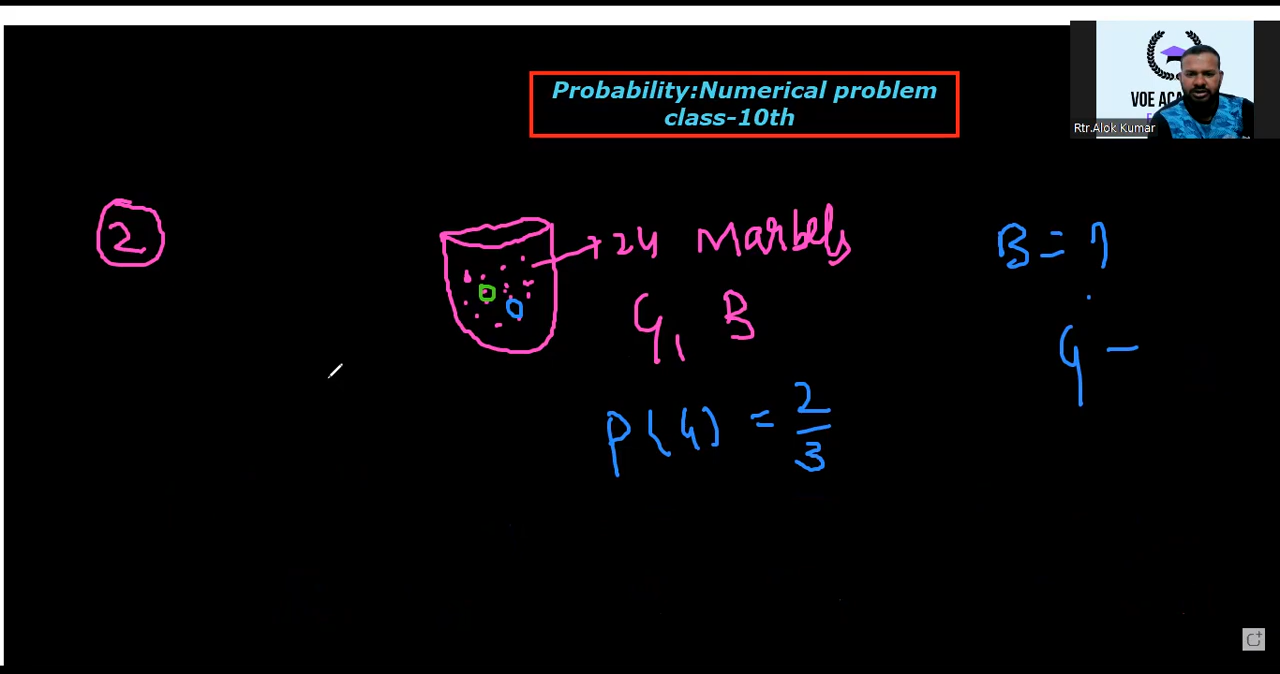 Probability:Numerical problem
class-10th
VOE AC
Rtr.Alok Kumar
2
24 Marbels
G, B
P(G) = 2/3
B = ?
G —